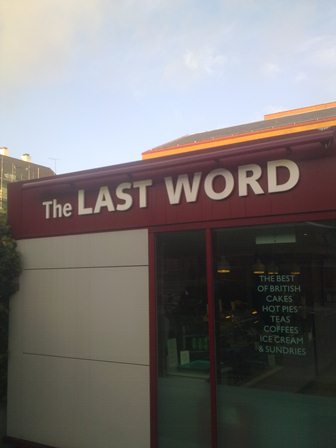 The LAST WORD
THE BEST
OF BRITISH
CAKES
HOT PIES
TEAS
COFFEES
ICE CREAM
& SUNDRIES